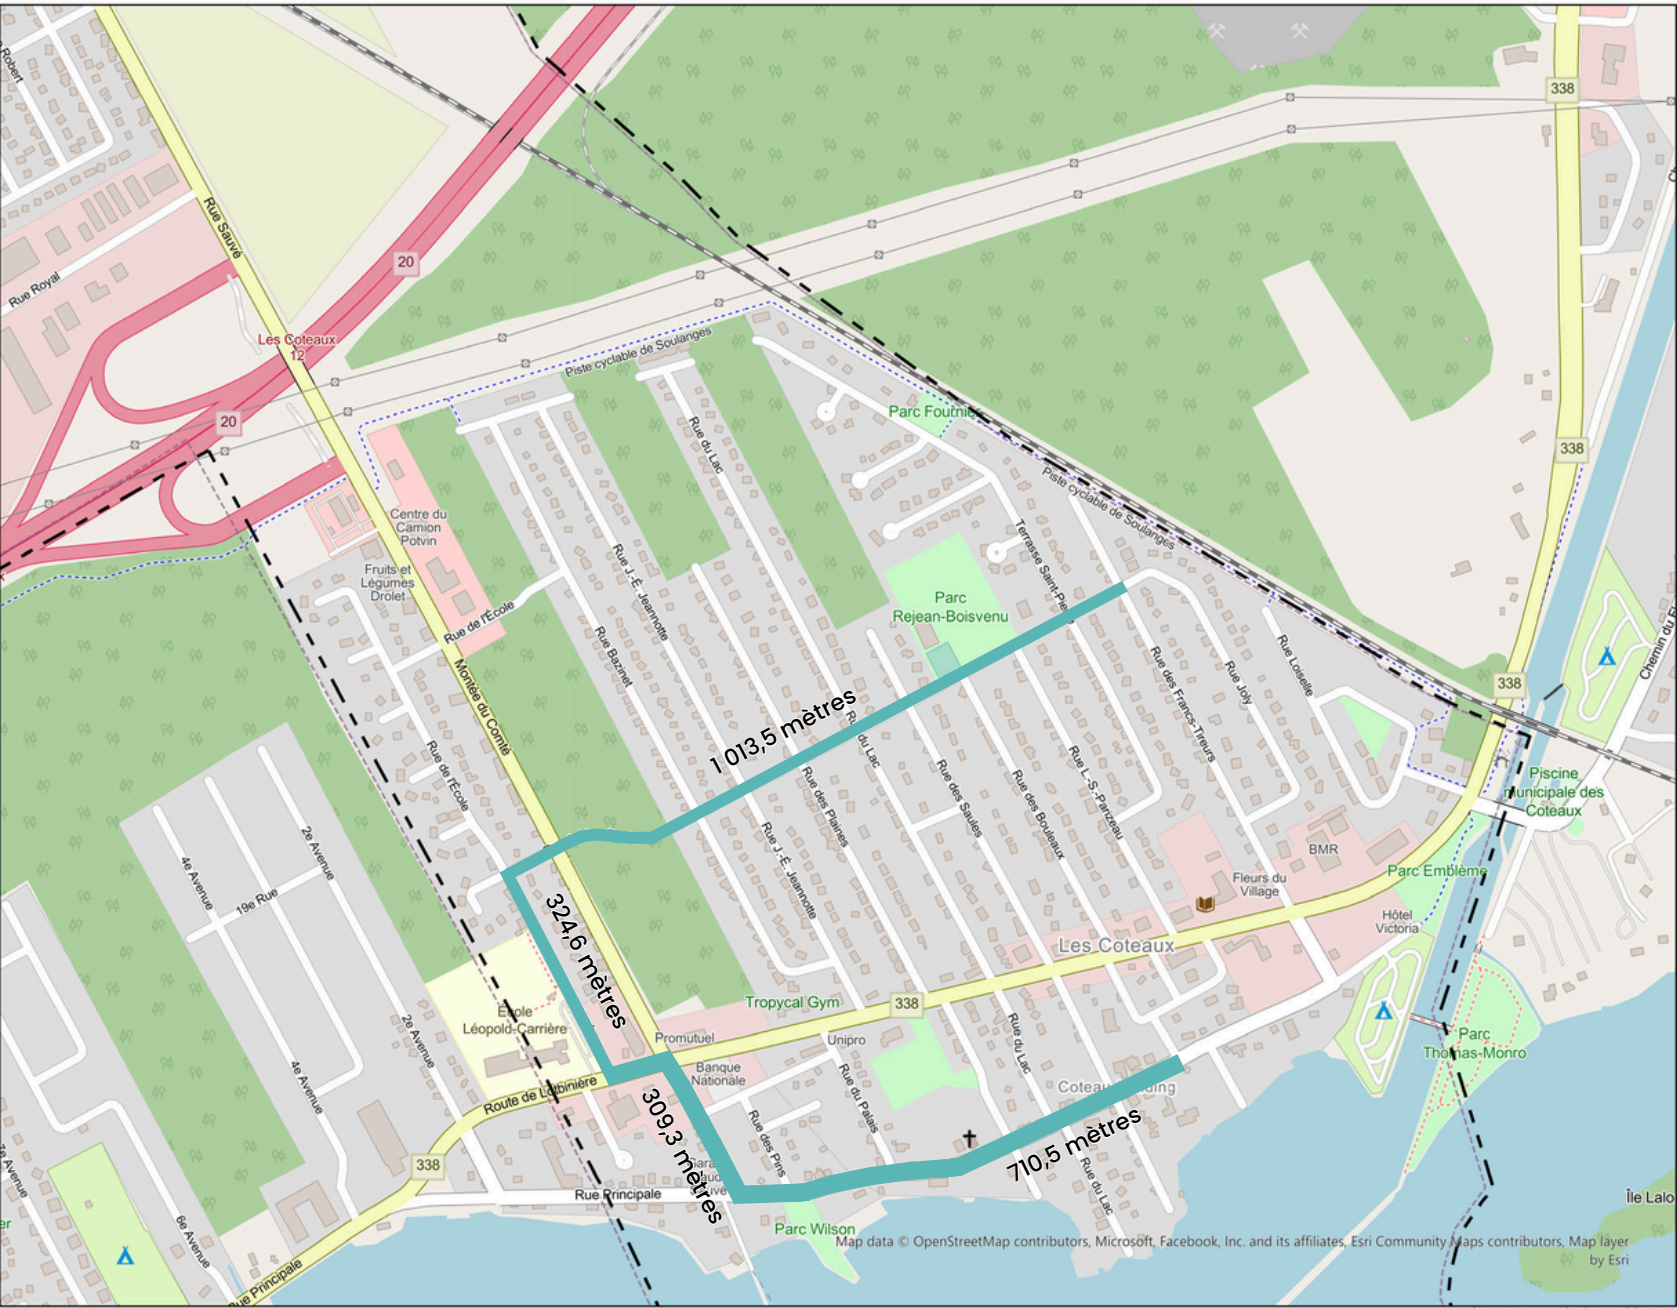 Robert
338
Rue Sauvé
20
Rue Royal
Les Coteaux
12
Piste cyclable de Soulanges
20
Parc Fournier
Rue du Lac
338
Piste cyclable de Soulanges
Centre du
Camion
Potvin
Terrasse Saint-Pie
Fruits et
Légumes
Drolet
Rue J.-É. Jeannotte
Parc
Rejean-Boisvenu
Rue de l'École
Rue Bazinet
Rue Loiselle
Rue Joly
Rue des Francs-Tireurs
Chemin du
338
Montée du Comté
1 013,5 mètres
du Lac
Rue de l'École
Rue des Plaines
Rue des Saules
Rue des Bouleaux
Rue L.-S.-Parizeau
Piscine
municipale des
Coteaux
Rue J.-É. Jeannotte
2e Avenue
4e Avenue
19e Rue
BMR
Parc Emblème
Fleurs du
Village
Hôtel
Victoria
Les Coteaux
324,6 mètres
Tropycal Gym
338
École
Léopold-Carrière
2e Avenue
Promutuel
Unipro
Rue du Lac
Parc
Thomas-Monro
Banque
Nationale
Route de Lotbinière
4e Avenue
309,3 mètres
Rue du Palais
Rue des Pins
710,5 mètres
338
Rue Principale
Rue du Lac
6e Avenue
Parc Wilson
Île Lalo
Rue Principale
Map data © OpenStreetMap contributors, Microsoft, Facebook, Inc. and its affiliates, Esri Community Maps contributors, Map layer
by Esri